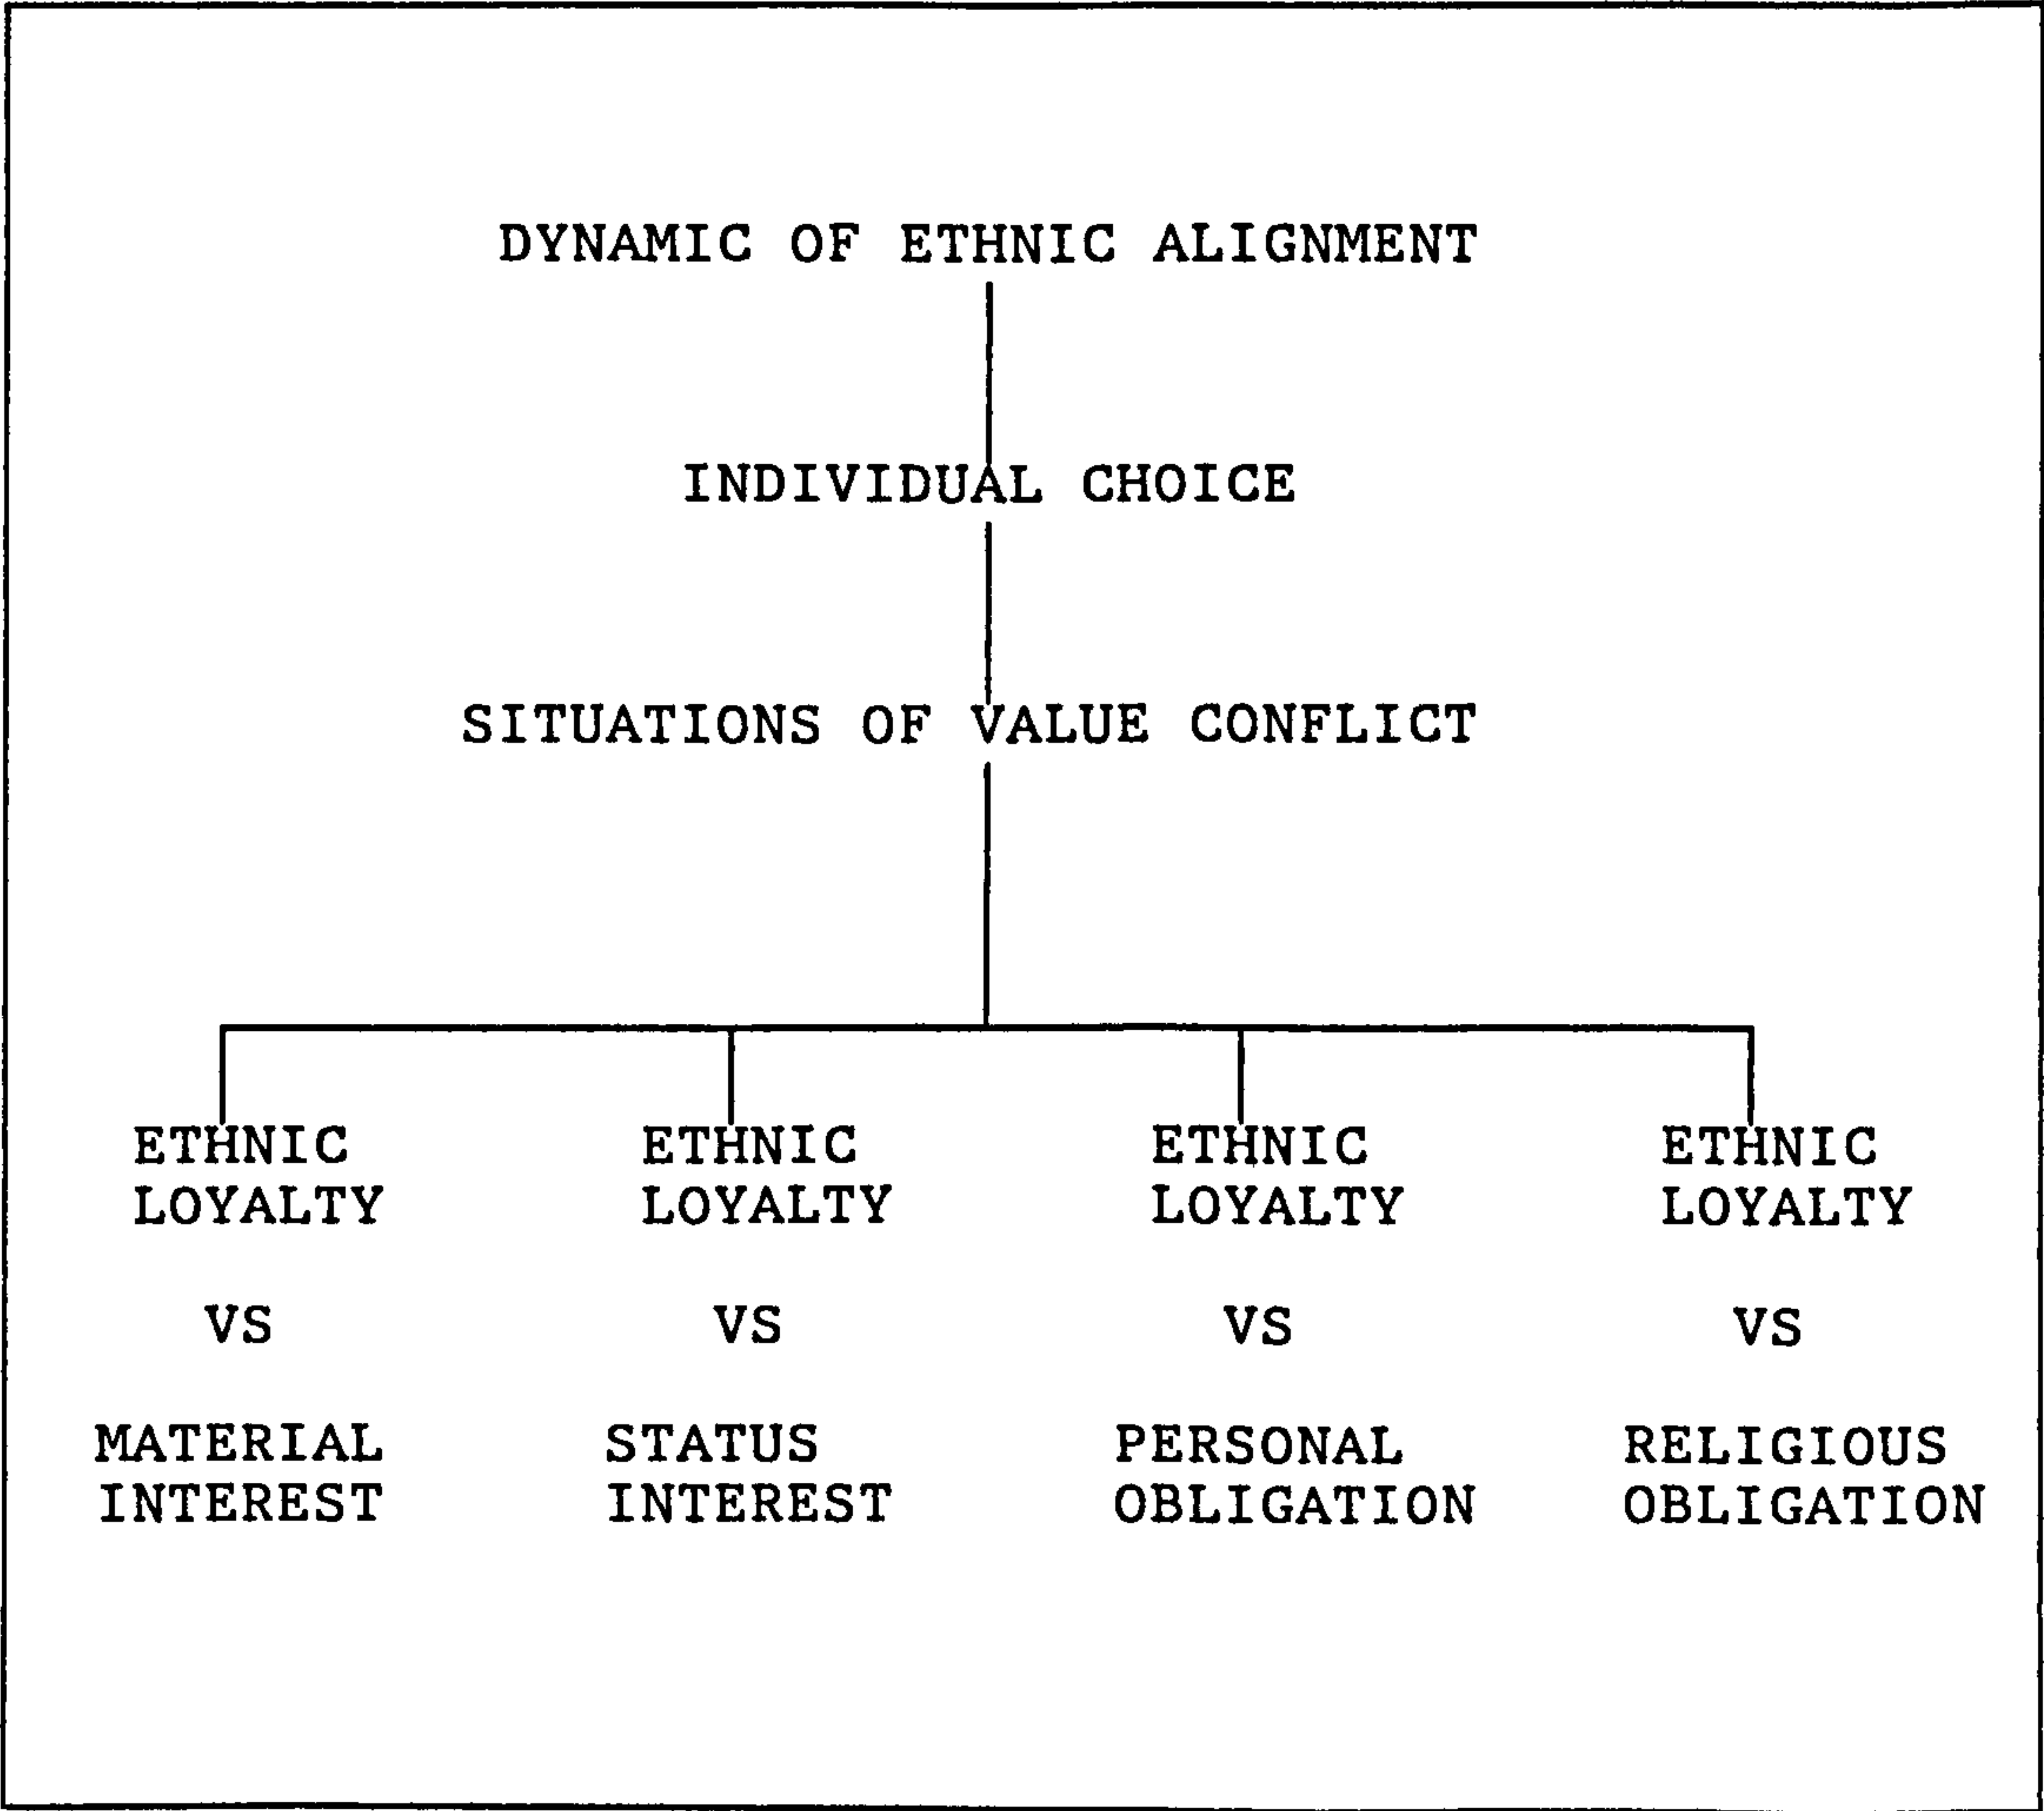 DYNAMIC OF ETHNIC ALIGNMENT
INDIVIDUAL CHOICE
SITUATIONS OF VALUE CONFLICT
ETHNIC
LOYALTY
VS
MATERIAL
INTEREST
ETHNIC
LOYALTY
VS
STATUS
INTEREST
ETHNIC
LOYALTY
VS
PERSONAL
OBLIGATION
ETHNIC
LOYALTY
VS
RELIGIOUS
OBLIGATION